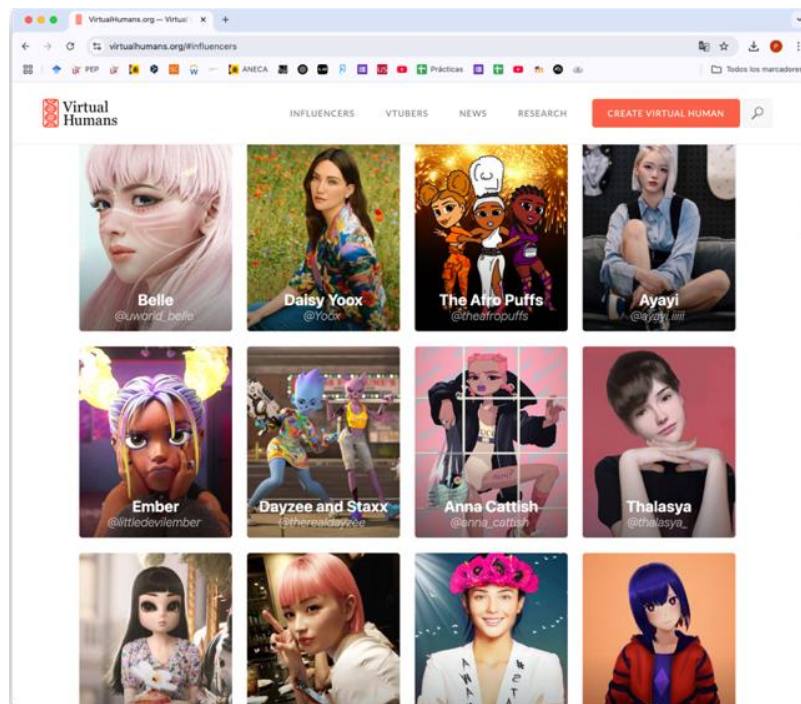 VirtualHumans.org — Virtual
virtualhumans.org/#influencers
PEP
ANECA
Prácticas
Todos los marcadores
Virtual
Humans
INFLUENCERS VTUBERS NEWS RESEARCH CREATE VIRTUAL HUMAN
Belle Daisy Yoox The Afro Puffs Ayayi
@uworld_belle @Yoox @theafropuffs @ayayi.iiiii
Ember Dayzee and Staxx Anna Cattish Thalasya
@littledevilember @therealdayzee @anna_cattish @thalasya_